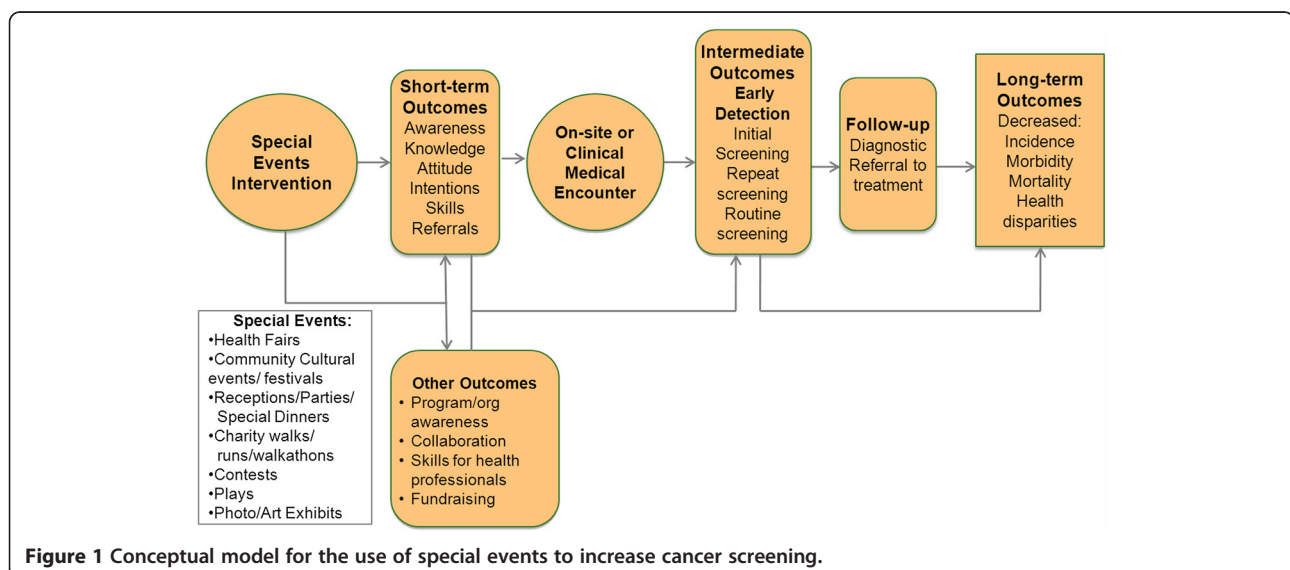 Special
Events
Intervention
Short-term
Outcomes
Awareness
Knowledge
Attitude
Intentions
Skills
Referrals
On-site or
Clinical
Medical
Encounter
Intermediate
Outcomes
Early
Detection
Initial
Screening
Repeat
screening
Routine
screening
Follow-up
Diagnostic
Referral to
treatment
Long-term
Outcomes
Decreased:
Incidence
Morbidity
Mortality
Health
disparities
Special Events:
•Health Fairs
•Community Cultural
events/ festivals
•Receptions/Parties/
Special Dinners
•Charity walks/
runs/walkathons
•Contests
•Plays
•Photo/Art Exhibits
Other Outcomes
• Program/org
awareness
• Collaboration
• Skills for health
professionals
• Fundraising
Figure 1 Conceptual model for the use of special events to increase cancer screening.